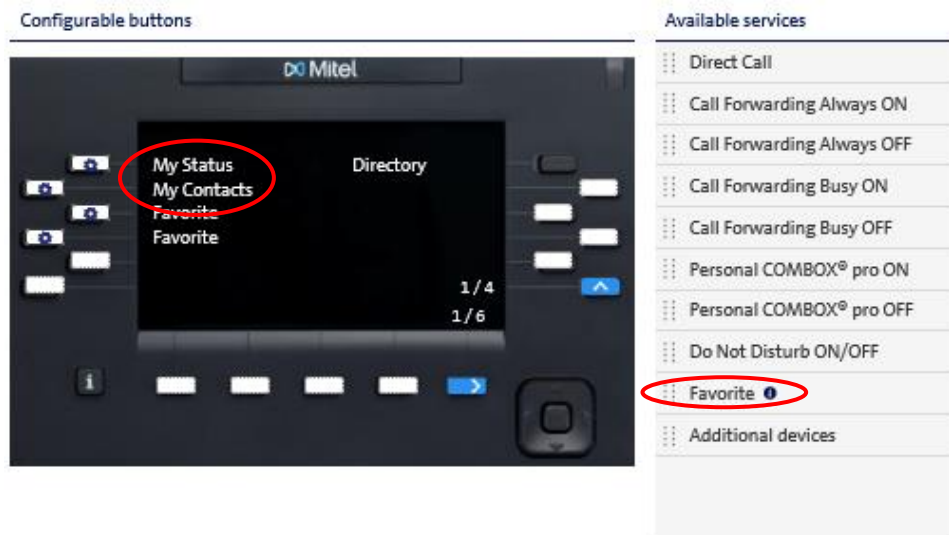 Configurable buttons
Mitel
My Status Directory
My Contacts
Favorite
Favorite
1/4
1/6
i
Available services
Direct Call
Call Forwarding Always ON
Call Forwarding Always OFF
Call Forwarding Busy ON
Call Forwarding Busy OFF
Personal COMBOX® pro ON
Personal COMBOX® pro OFF
Do Not Disturb ON/OFF
Favorite i
Additional devices